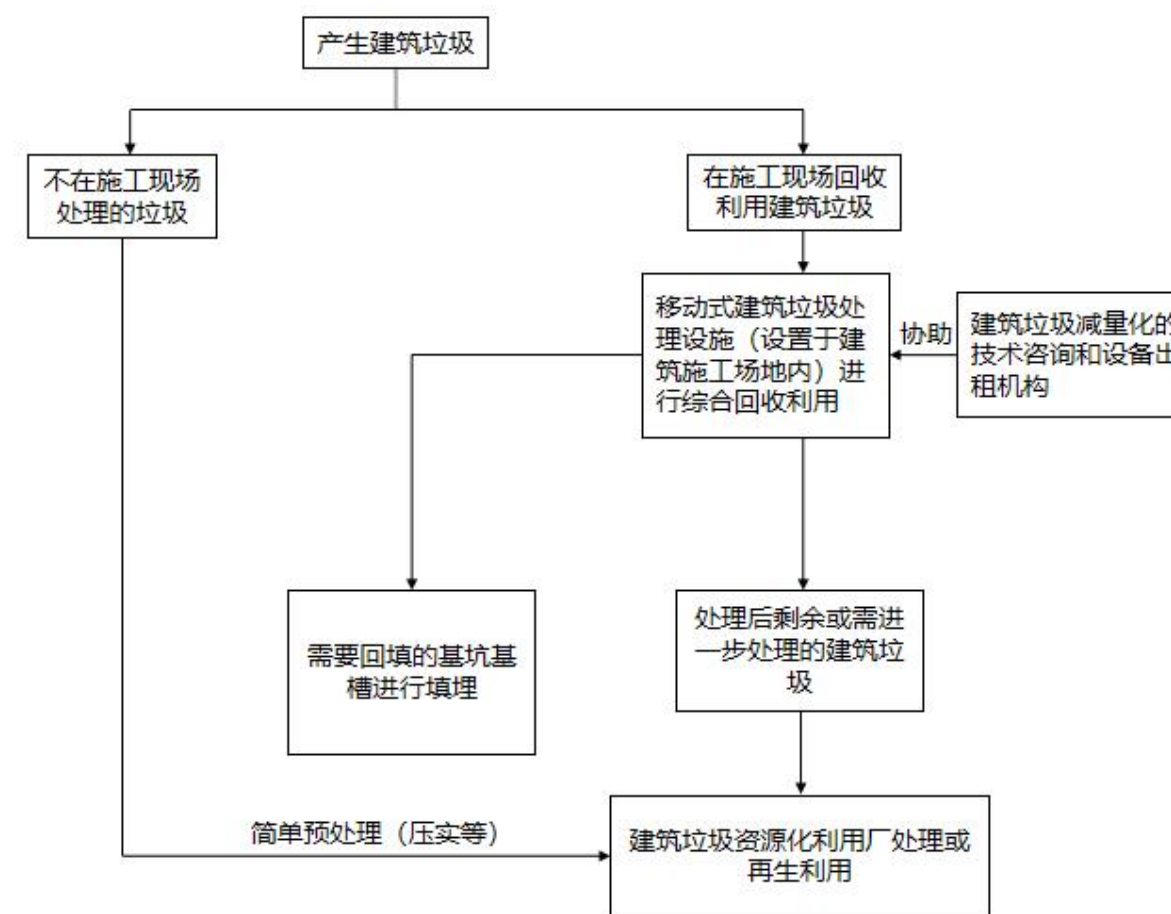 产生建筑垃圾
不在施工现场
处理的垃圾
在施工现场回收
利用建筑垃圾
移动式建筑垃圾处
理设施（设置于建
筑施工场地内）进
行综合回收利用
协助
建筑垃圾减量化的
技术咨询和设备出
租机构
需要回填的基坑基
槽进行填埋
处理后剩余或需进
一步处理的建筑垃
圾
简单预处理（压实等）
建筑垃圾资源化利用厂处理或
再生利用